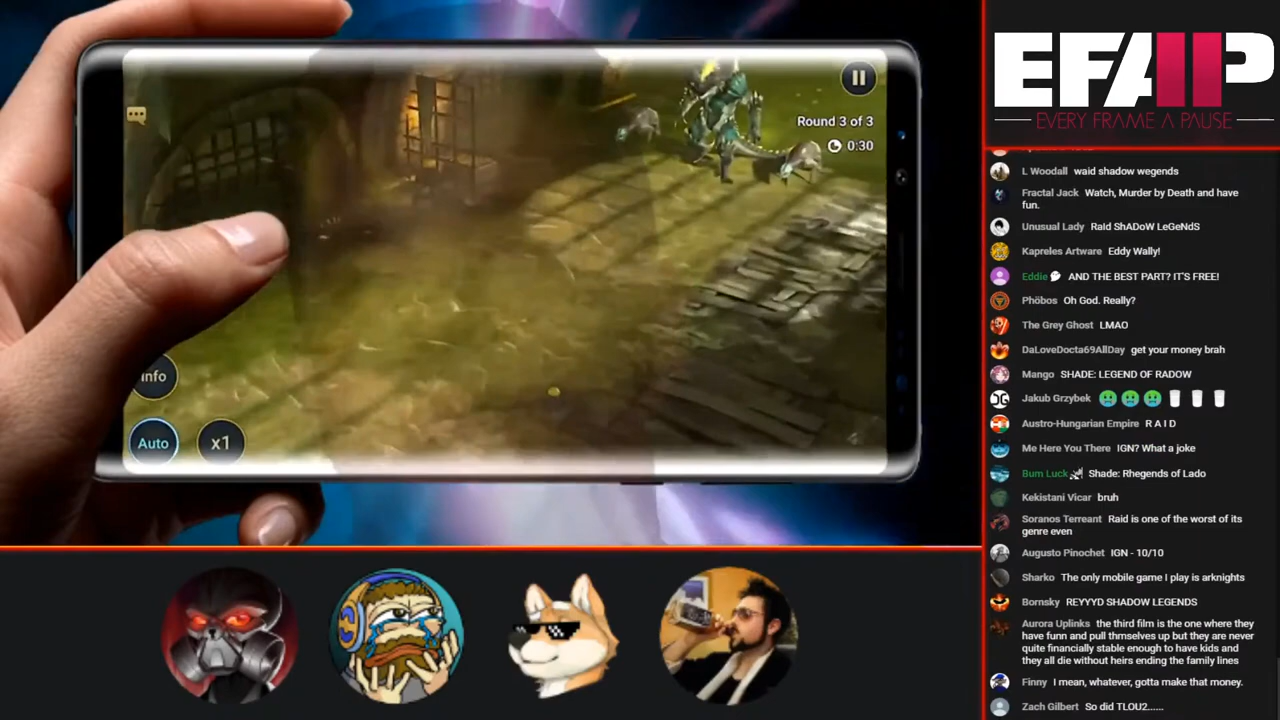 Round 3 of 3
0:30
Info
Auto
x1
EFAP
EVERY FRAME A PAUSE
L Woodall waid shadow wegends
Fractal Jack Watch, Murder by Death and have
fun.
Unusual Lady Raid ShADoW LeGeNdS
Kapreles Artware Eddy Wally!
Eddie AND THE BEST PART? IT'S FREE!
Phöbos Oh God. Really?
The Grey Ghost LMAO
DaLoveDocta69AllDay get your money brah
Mango SHADE: LEGEND OF RADOW
Jakub Grzybek 🤢🤢🤢🥛🥛🥛
Austro-Hungarian Empire R A I D
Me Here You There IGN? What a joke
Bum Luck Shade: Rhegends of Lado
Kekistani Vicar bruh
Soranos Terreant Raid is one of the worst of its
genre even
Augusto Pinochet IGN - 10/10
Sharko The only mobile game I play is arknights
Bornsky REYYYD SHADOW LEGENDS
Aurora Uplinks the third film is the one where they
have funn and pull thmselves up but they are never
quite financially stable enough to have kids and
they all die without heirs ending the family lines
Finny I mean, whatever, gotta make that money.
Zach Gilbert So did TLOU2......